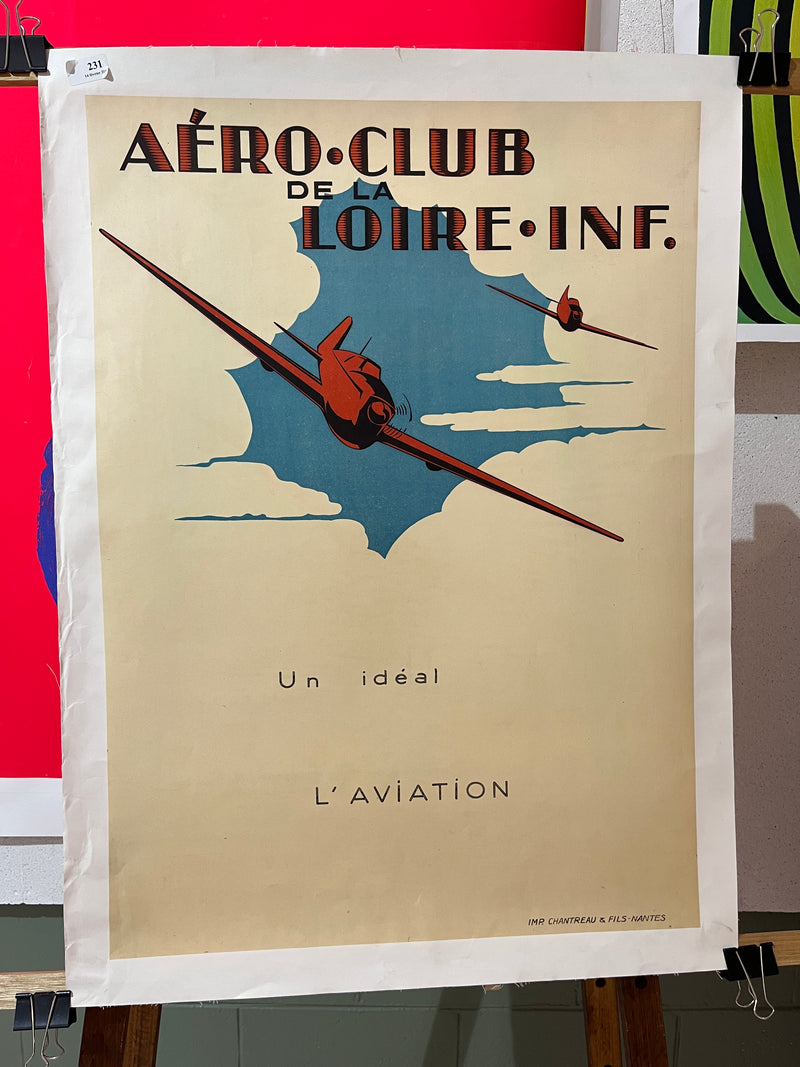 231
AÉRO·CLUB
DE LA
LOIRE·INF.
Un idéal
L'AViATiON
IMP. CHANTREAU & FILS-NANTES